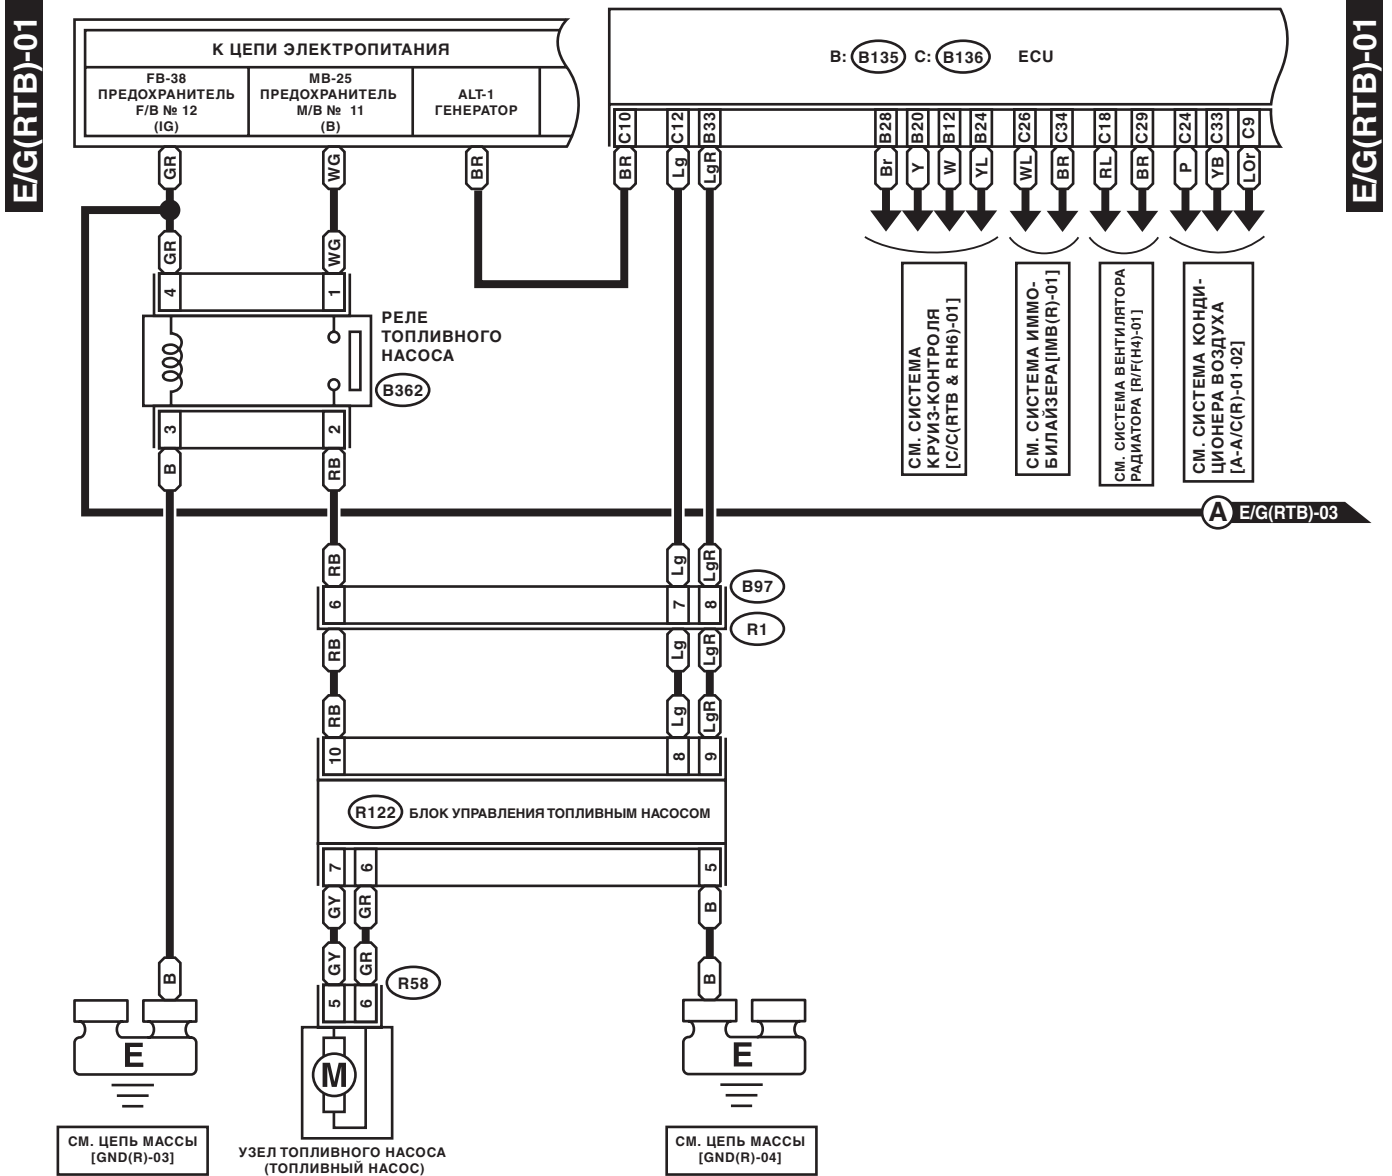 E/G(RTB)-01
E/G(RTB)-01
К ЦЕПИ ЭЛЕКТРОПИТАНИЯ
FB-38
ПРЕДОХРАНИТЕЛЬ
F/B № 12
(IG)
MB-25
ПРЕДОХРАНИТЕЛЬ
M/B № 11
(B)
ALT-1
ГЕНЕРАТОР
B: B135 C: B136 ECU
C10 C12 B33 B28 B20 B12 B24 C26 C34 C18 C29 C24 C33 C9
GR WG BR BR Lg LgR Br Y W YL WL BR RL BR P YB LOr
GR WG
4 1
РЕЛЕ
ТОПЛИВНОГО
НАСОСА
B362
3 2
B RB
СМ. СИСТЕМА
КРУИЗ-КОНТРОЛЯ
[C/C(RTB & RH6)-01]
СМ. СИСТЕМА ИММО-
БИЛАЙЗЕРА[IMB(R)-01]
СМ. СИСТЕМА ВЕНТИЛЯТОРА
РАДИАТОРА [R/F(H4)-01]
СМ. СИСТЕМА КОНДИ-
ЦИОНЕРА ВОЗДУХА
[A-A/C(R)-01·02]
A E/G(RTB)-03
RB Lg LgR
B97
6 7 8
R1
RB Lg LgR
RB Lg LgR
10 8 9
R122 БЛОК УПРАВЛЕНИЯ ТОПЛИВНЫМ НАСОСОМ
7 6 5
GY GR B
GY GR
R58
B B
5 6
E
M
E
СМ. ЦЕПЬ МАССЫ
[GND(R)-03]
УЗЕЛ ТОПЛИВНОГО НАСОСА
(ТОПЛИВНЫЙ НАСОС)
СМ. ЦЕПЬ МАССЫ
[GND(R)-04]